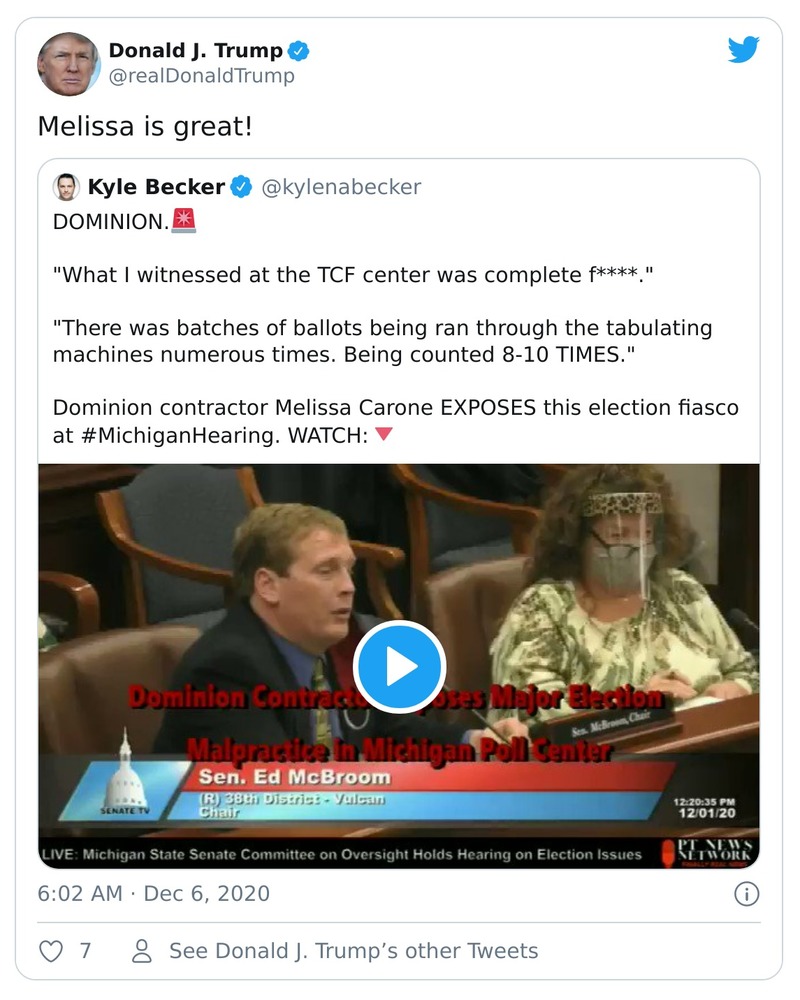 Donald J. Trump
@realDonaldTrump
Melissa is great!
Kyle Becker @kylenabecker
DOMINION.🚨
"What I witnessed at the TCF center was complete f****."
"There was batches of ballots being ran through the tabulating
machines numerous times. Being counted 8-10 TIMES."
Dominion contractor Melissa Carone EXPOSES this election fiasco
at #MichiganHearing. WATCH: 🔻
Dominion Election
Malpractice in Michigan Poll Center
Major
Sen. McBroom, Chair
Sen. Ed McBroom
(R) 38th District - Vulcan
Chair
SENATE TV
12:20:35 PM
12/01/20
LIVE: Michigan State Senate Committee on Oversight Holds Hearing on Election Issues
PT NEWS
NETWORK
6:02 AM · Dec 6, 2020
7
See Donald J. Trump’s other Tweets